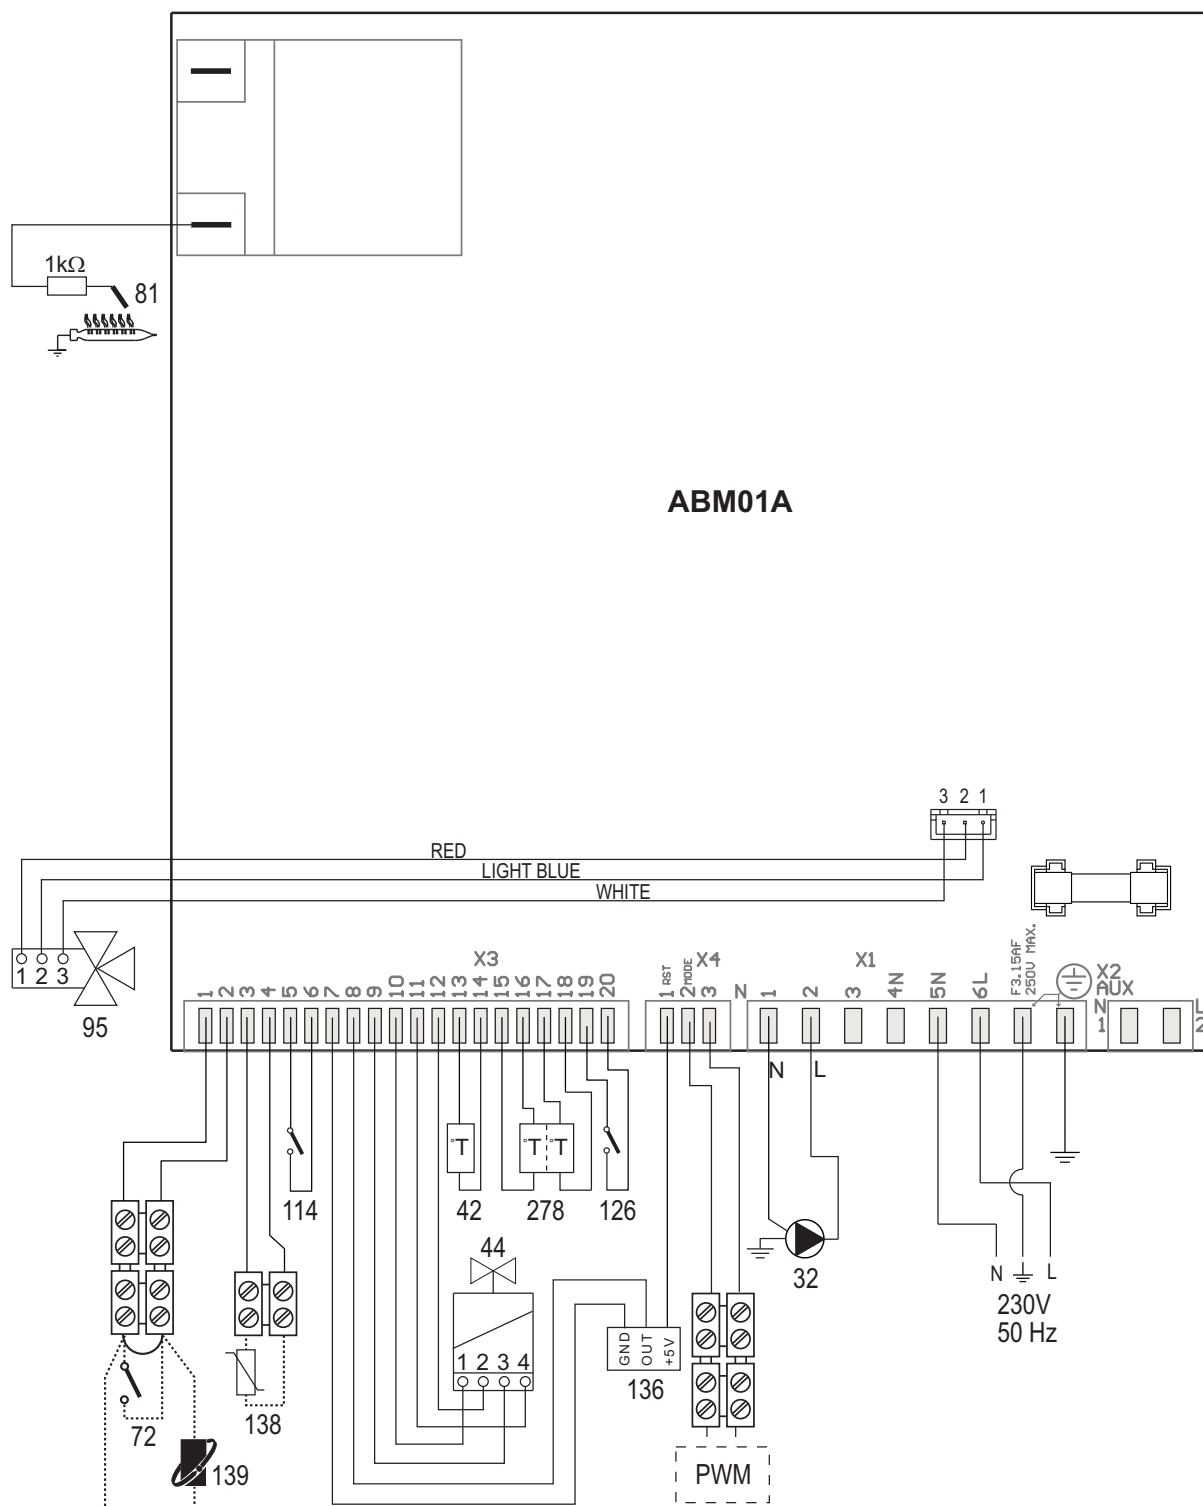 1kΩ
81
ABM01A
3 2 1
RED
LIGHT BLUE
WHITE
1 2 3
95
X3
1 2 3 4 5 6 7 8 9 10 11 12 13 14 15 16 17 18 19 20
X4
1 RST
2 MODE
3
N
X1
1 2 3 4N 5N 6L
F3.15AF
250V MAX.
X2
AUX
N
1
L
2
N L
°T
°T °T
114
42
278
126
44
32
N L
230V
50 Hz
1 2 3 4
GND
OUT
+5V
136
138
72
139
PWM